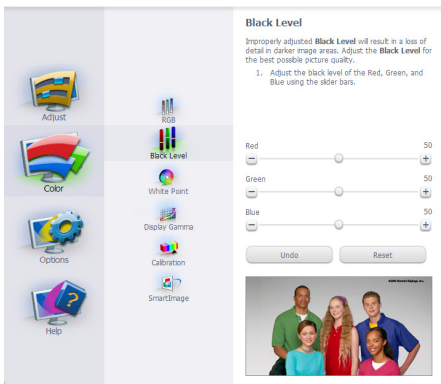 Black Level
Improperly adjusted Black Level will result in a loss of
detail in darker image areas. Adjust the Black Level for
the best possible picture quality.
1. Adjust the black level of the Red, Green, and
Blue using the slider bars.
Adjust
Color
Options
Help
RGB
Black Level
White Point
Display Gamma
Calibration
SmartImage
Red 50
Green 50
Blue 50
Undo Reset